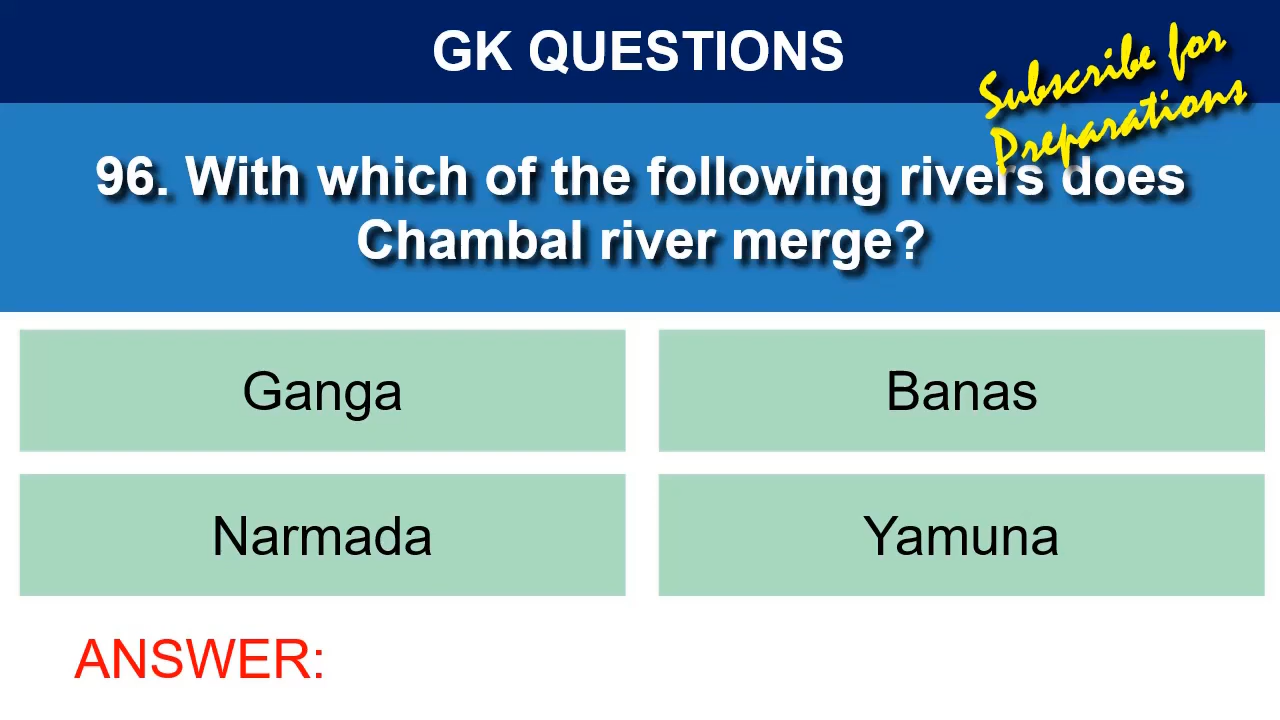 GK QUESTIONS
Subscribe for
Preparations
96. With which of the following rivers does
Chambal river merge?
Ganga
Banas
Narmada
Yamuna
ANSWER: